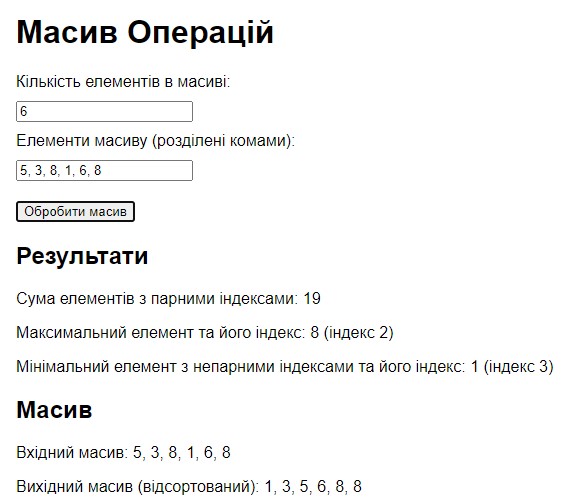 Масив Операцій
Кількість елементів в масиві:
6
Елементи масиву (розділені комами):
5, 3, 8, 1, 6, 8
Обробити масив
Результати
Сума елементів з парними індексами: 19
Максимальний елемент та його індекс: 8 (індекс 2)
Мінімальний елемент з непарними індексами та його індекс: 1 (індекс 3)
Масив
Вхідний масив: 5, 3, 8, 1, 6, 8
Вихідний масив (відсортований): 1, 3, 5, 6, 8, 8